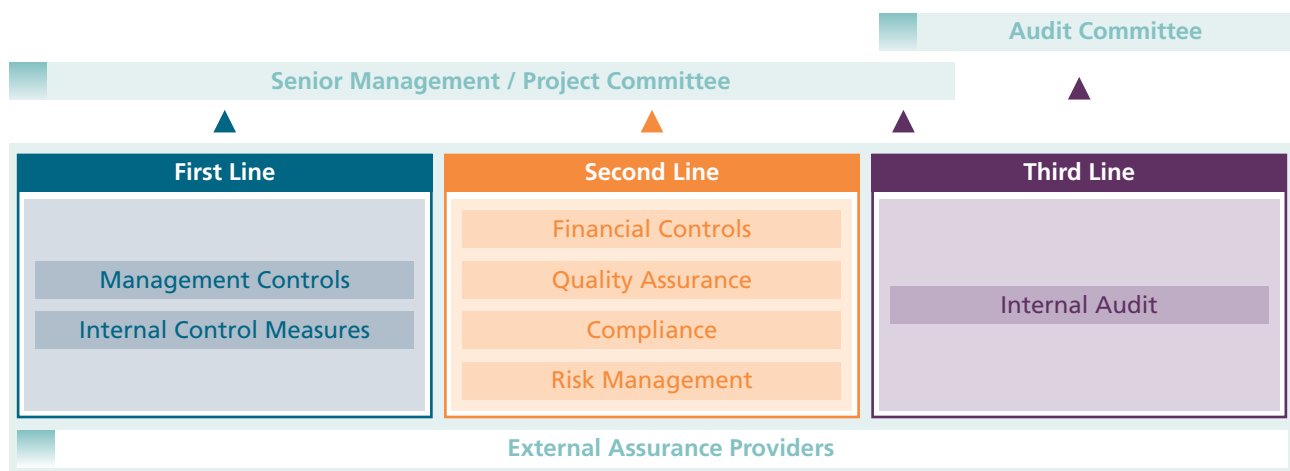 Audit Committee
Senior Management / Project Committee
First Line
Management Controls
Internal Control Measures
Second Line
Financial Controls
Quality Assurance
Compliance
Risk Management
Third Line
Internal Audit
External Assurance Providers